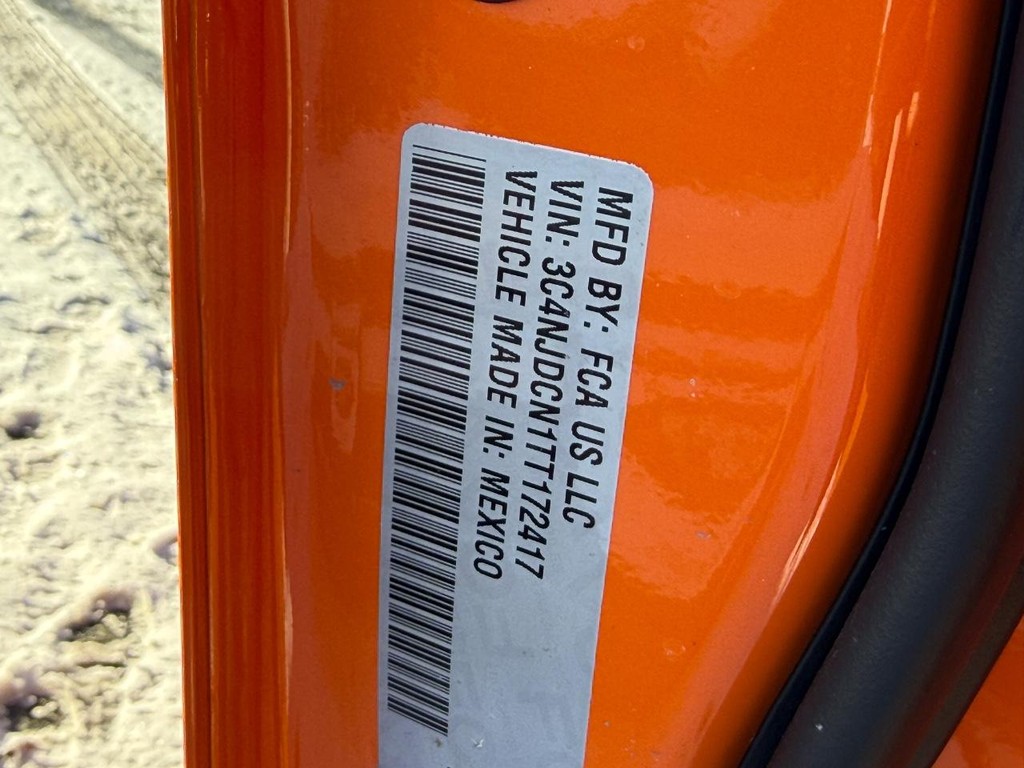 MFD BY: FCA US LLC
VIN: 3C4NJDCN1TT172417
VEHICLE MADE IN: MEXICO